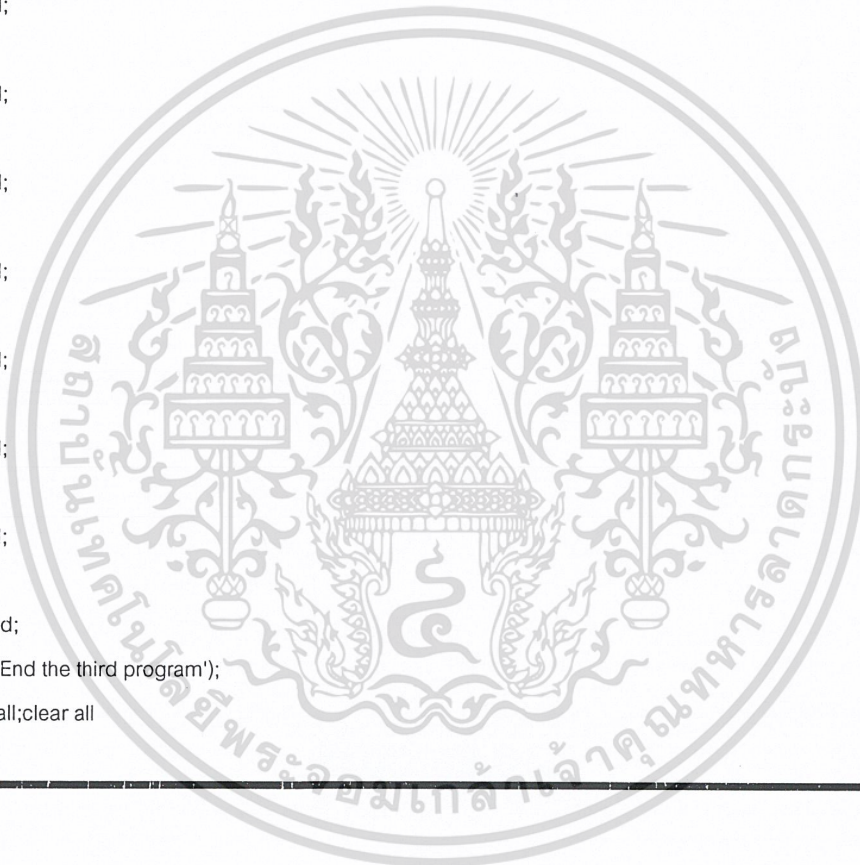 d;
End the third program');
all;clear all
สถาบันเทคโนโลยีพระจอมเกล้าเจ้าคุณทหารลาดกระบัง